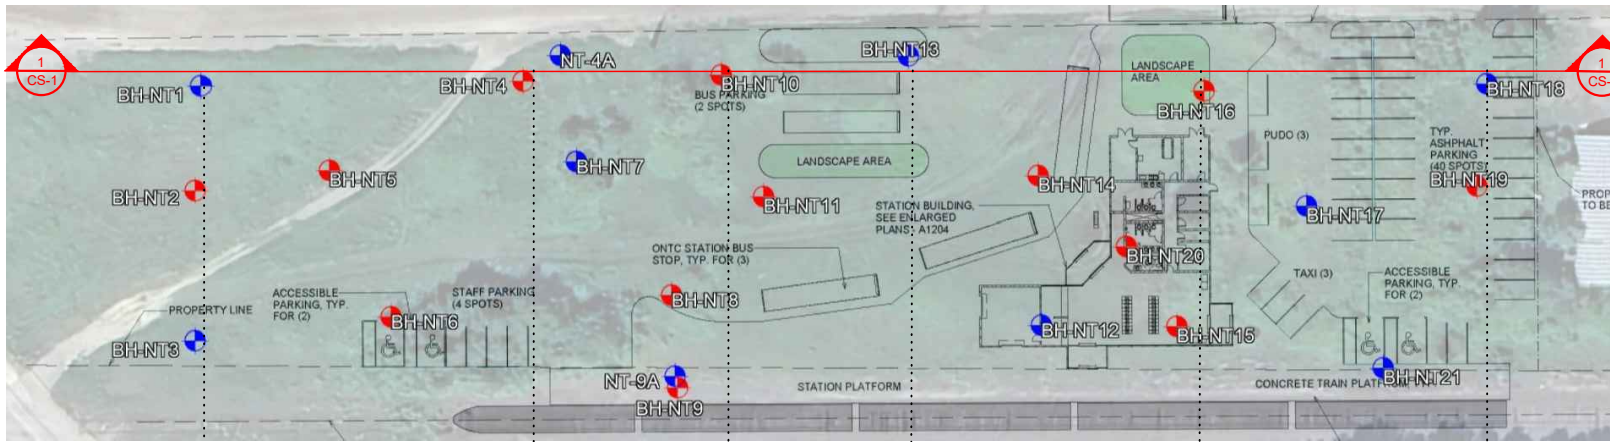 1
CS-1
BH-NT1
BH-NT2
BH-NT3
BH-NT4
NT-4A
BH-NT5
BH-NT6
BH-NT7
BH-NT8
NT-9A
BH-NT9
BH-NT10
BUS PARKING
(2 SPOTS)
BH-NT11
BH-NT13
LANDSCAPE AREA
BH-NT14
STATION BUILDING,
SEE ENLARGED
PLANS: A1204
ONTC STATION BUS
STOP, TYP. FOR (3)
PROPERTY LINE
ACCESSIBLE
PARKING, TYP.
FOR (2)
STAFF PARKING
(4 SPOTS)
BH-NT12
BH-NT20
BH-NT15
LANDSCAPE
AREA
BH-NT16
PUDO (3)
BH-NT17
BH-NT18
TYP.
ASHPHALT
PARKING
(40 SPOTS)
BH-NT19
TAXI (3)
ACCESSIBLE
PARKING, TYP.
FOR (2)
BH-NT21
STATION PLATFORM
CONCRETE TRAIN
TO BE
1
CS-